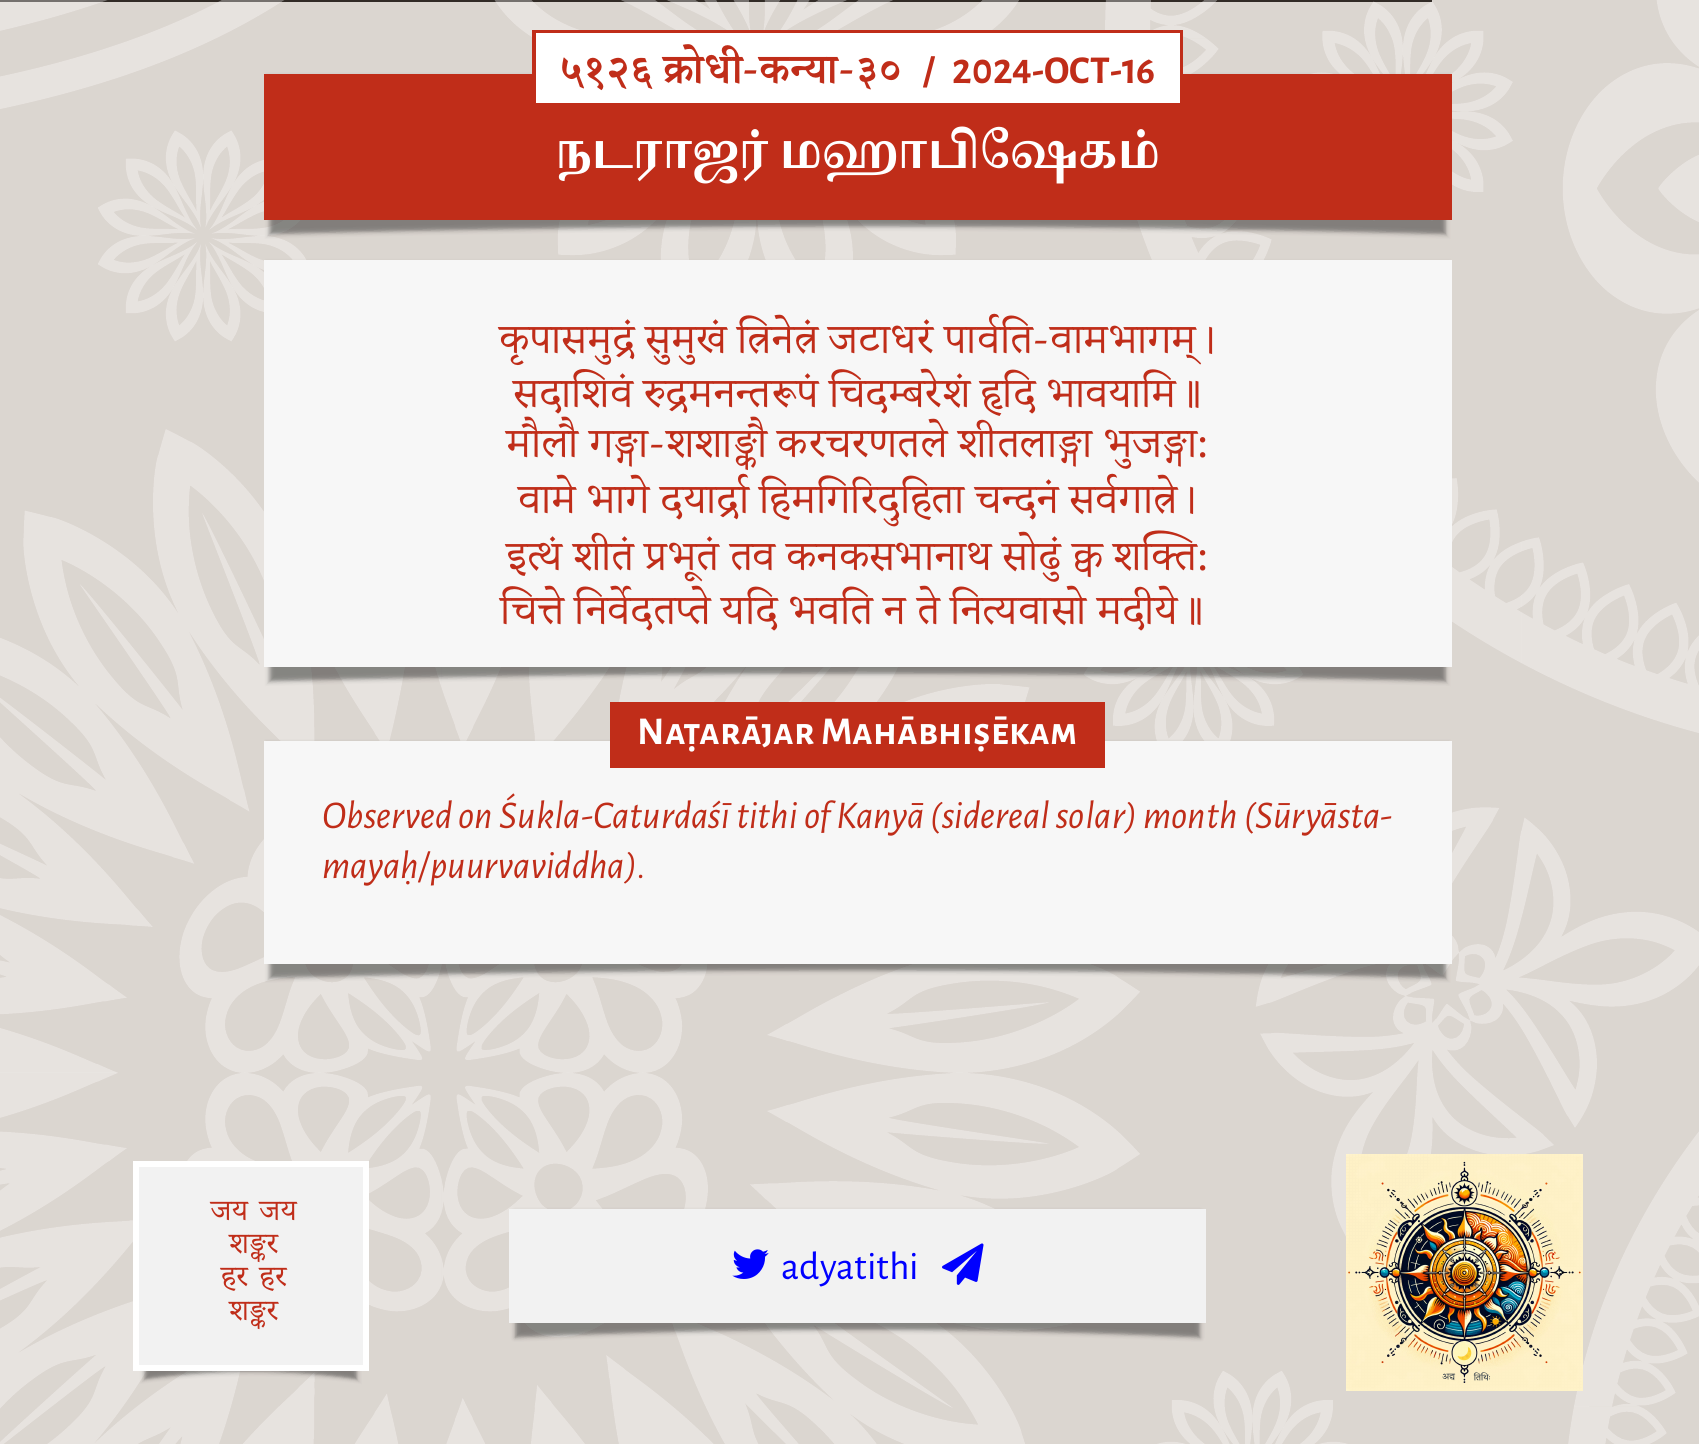 ५१२६ क्रोधी-कन्या-३० / 2024-OCT-16
நடராஜர் மஹாபிஷேகம்
कृपासमुद्रं सुमुखं त्रिनेत्रं जटाधरं पार्वति-वामभागम्।
सदाशिवं रुद्रमनन्तरूपं चिदम्बरेशं हृदि भावयामि॥
मौलौ गङ्गा-शशाङ्कौ करचरणतले शीतलाङ्गा भुजङ्गाः
वामे भागे दयार्द्रा हिमगिरिदुहिता चन्दनं सर्वगात्रे।
इत्थं शीतं प्रभूतं तव कनकसभानाथ सोढुं क्व शक्तिः
चित्ते निर्वेदतप्ते यदि भवति न ते नित्यवासो मदीये॥
Naṭarājar Mahābhiṣēkam
Observed on Śukla-Caturdaśī tithi of Kanyā (sidereal solar) month (Sūryāsta-
mayaḥ/puurvaviddha).
जय जय
शङ्कर
हर हर
शङ्कर
adyatithi
अद्य तिथिः